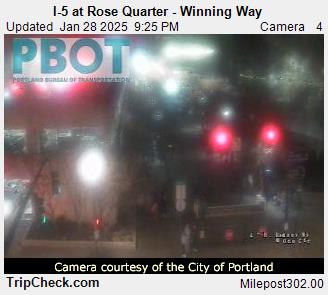 I-5 at Rose Quarter - Winning Way
Updated Jan 28 2025 9:25 PM Camera 4
PBOT
PORTLAND BUREAU OF TRANSPORTATION
Camera courtesy of the City of Portland
TripCheck.com Milepost302.00